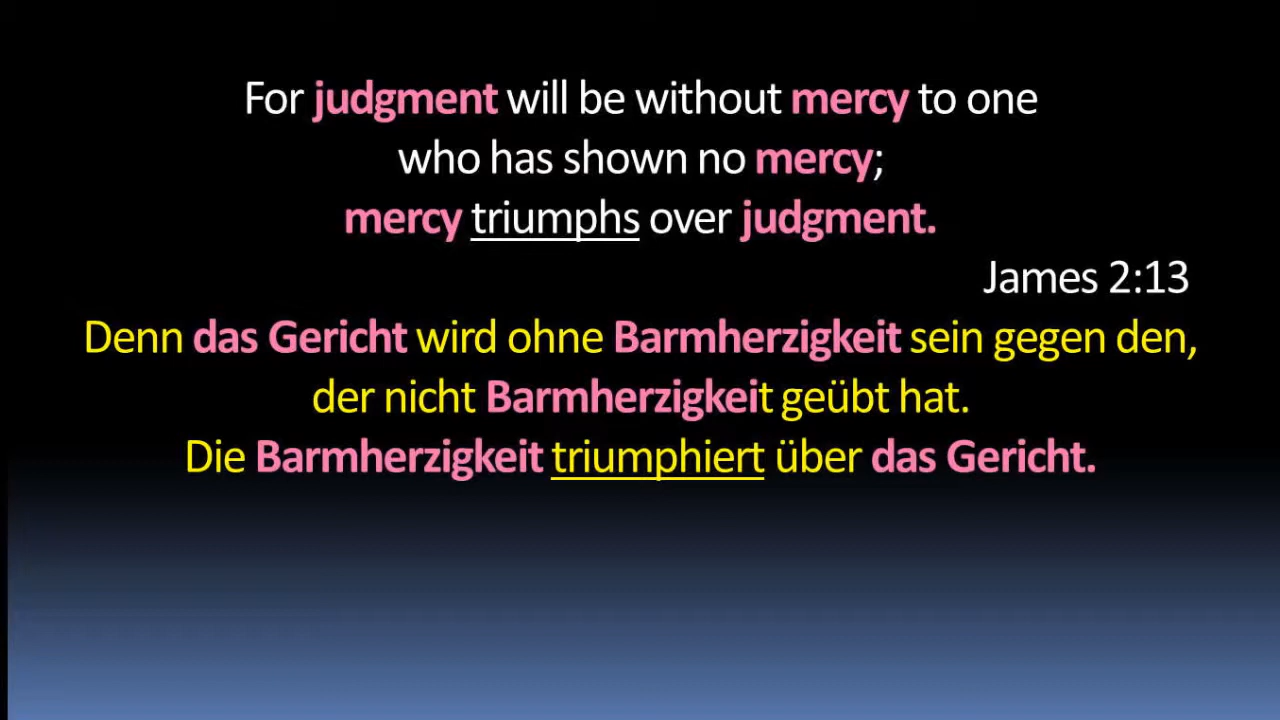 For judgment will be without mercy to one
who has shown no mercy;
mercy triumphs over judgment.
James 2:13
Denn das Gericht wird ohne Barmherzigkeit sein gegen den,
der nicht Barmherzigkeit geübt hat.
Die Barmherzigkeit triumphiert über das Gericht.